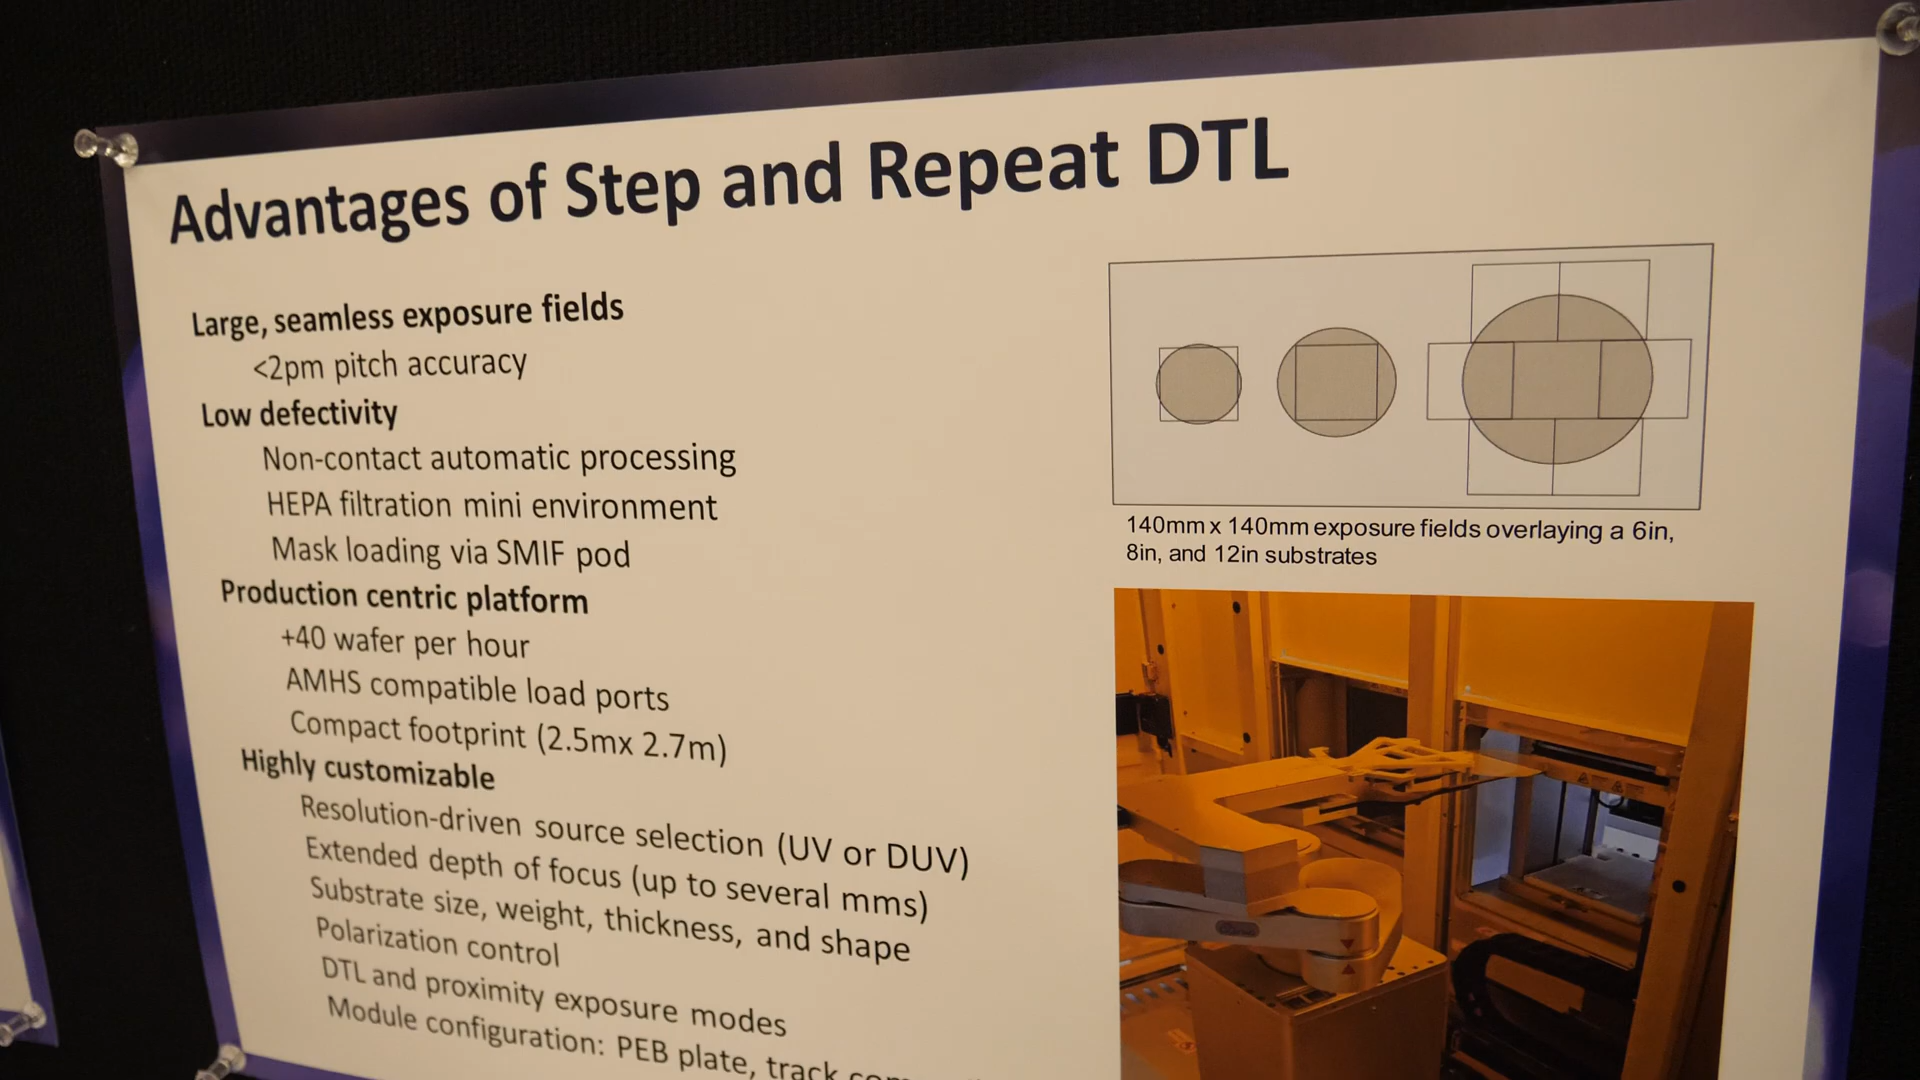 Advantages of Step and Repeat DTL
Large, seamless exposure fields
<2pm pitch accuracy
Low defectivity
Non-contact automatic processing
HEPA filtration mini environment
Mask loading via SMIF pod
Production centric platform
+40 wafer per hour
AMHS compatible load ports
Compact footprint (2.5mx 2.7m)
Highly customizable
Resolution-driven source selection (UV or DUV)
Extended depth of focus (up to several mms)
Substrate size, weight, thickness, and shape
Polarization control
DTL and proximity exposure modes
Module configuration: PEB plate, track
140mm x 140mm exposure fields overlaying a 6in,
8in, and 12in substrates